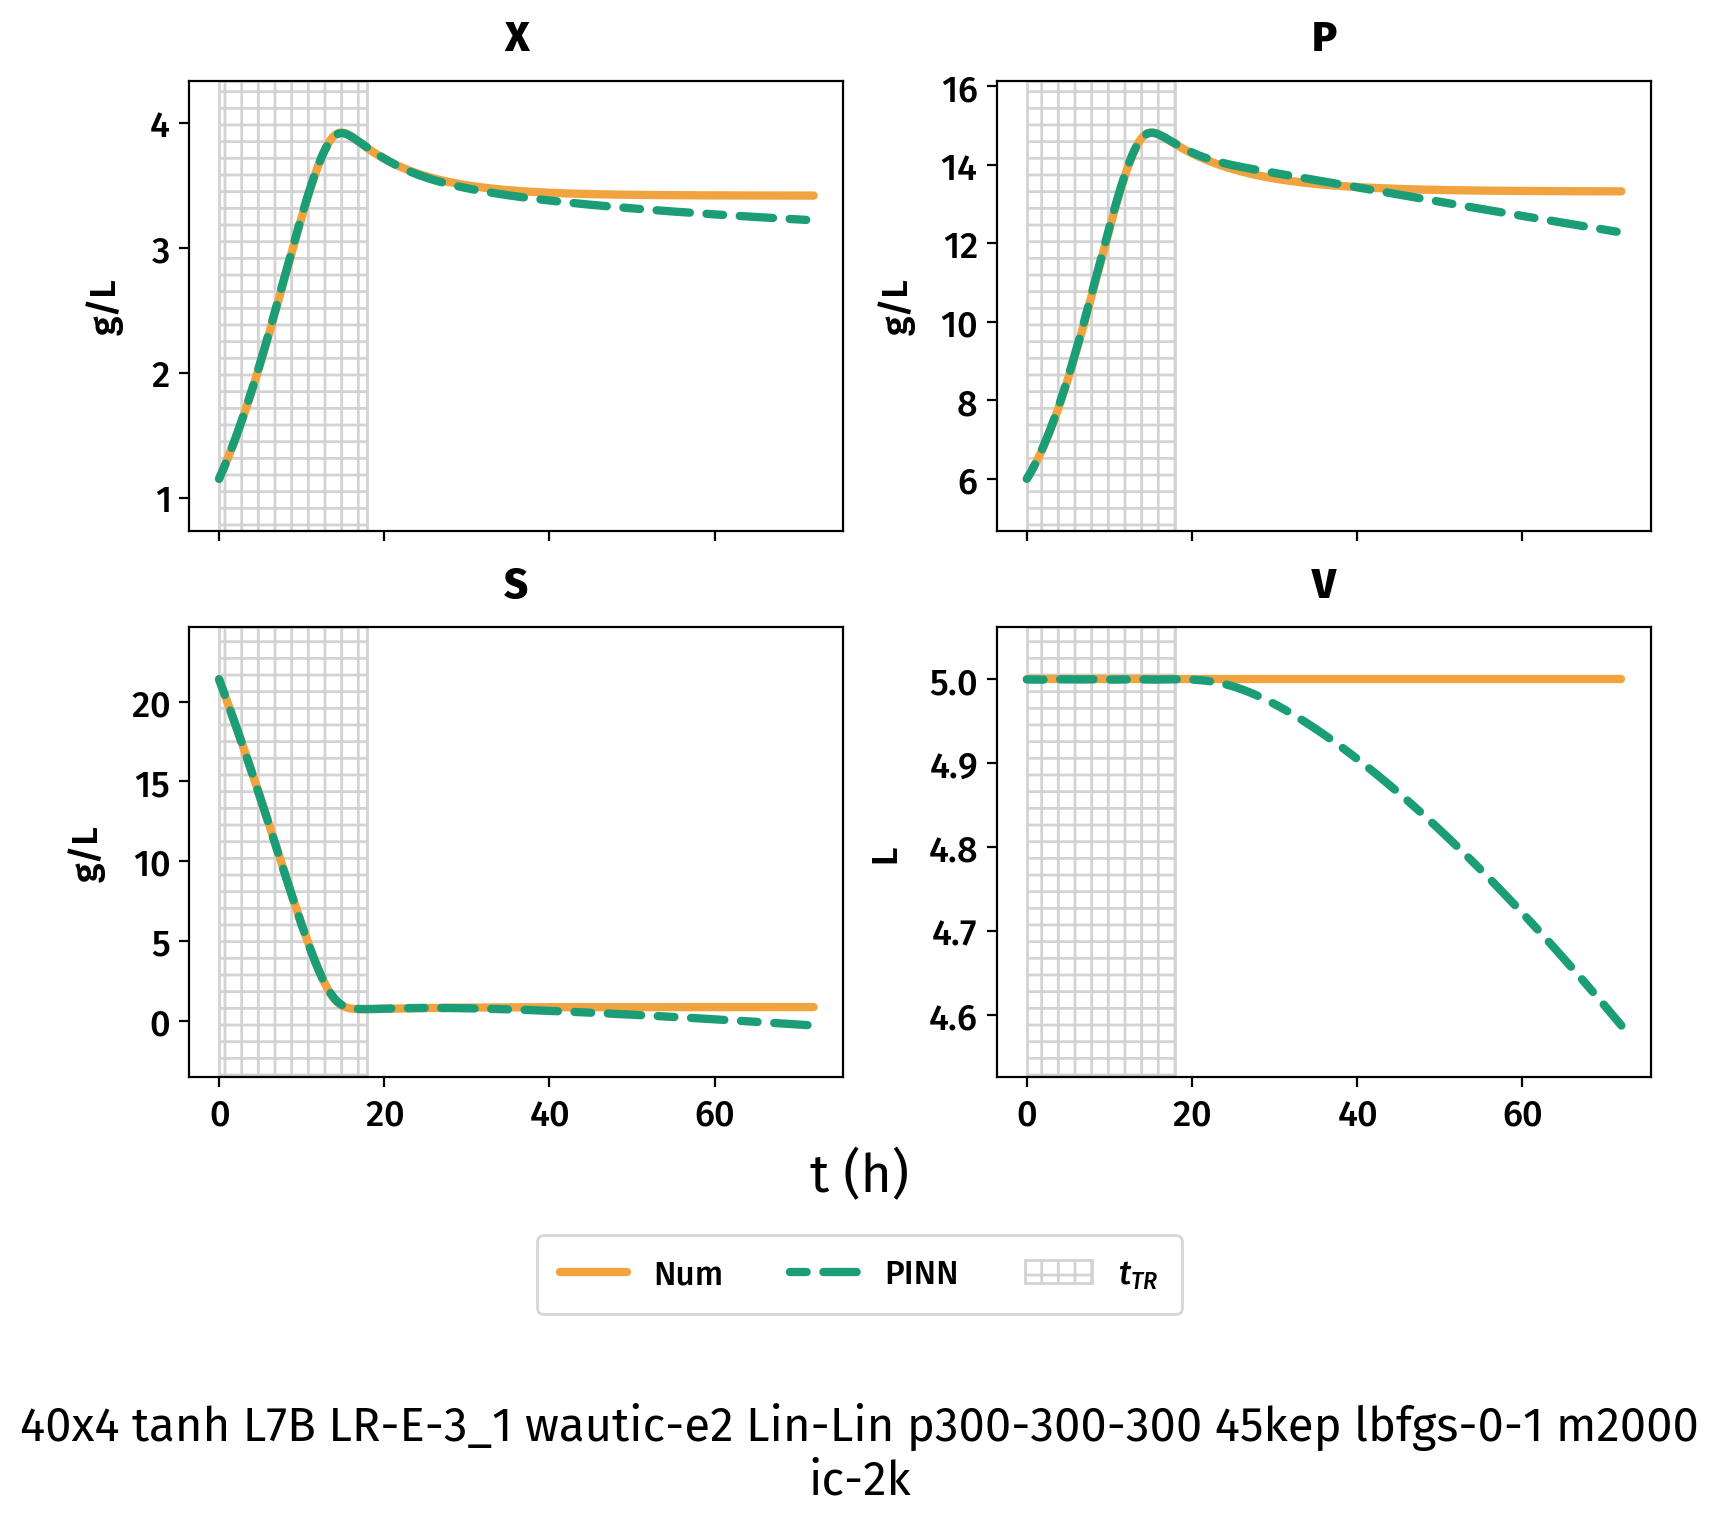 X
4
3
2
1
g/L
P
16
14
12
10
8
6
g/L
S
20
15
10
5
0
g/L
0 20 40 60
V
5.0
4.9
4.8
4.7
4.6
L
0 20 40 60
t (h)
Num PINN tTR
40x4 tanh L7B LR-E-3_1 wautic-e2 Lin-Lin p300-300-300 45kep lbfgs-0-1 m2000
ic-2k